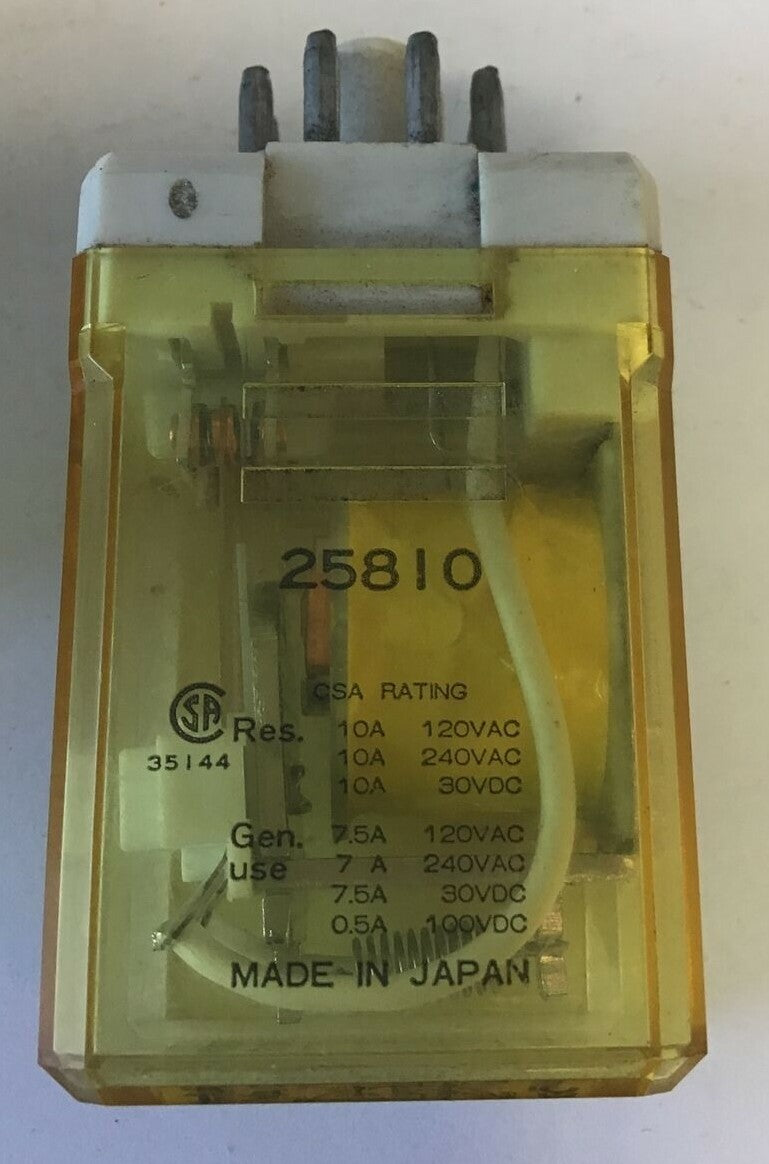 25810
CSA RATING
SA Res. 10A 120VAC
35144 10A 240VAC
10A 30VDC
Gen. 7.5A 120VAC
use 7 A 240VAC
7.5A 30VDC
0.5A 100VDC
MADE IN JAPAN